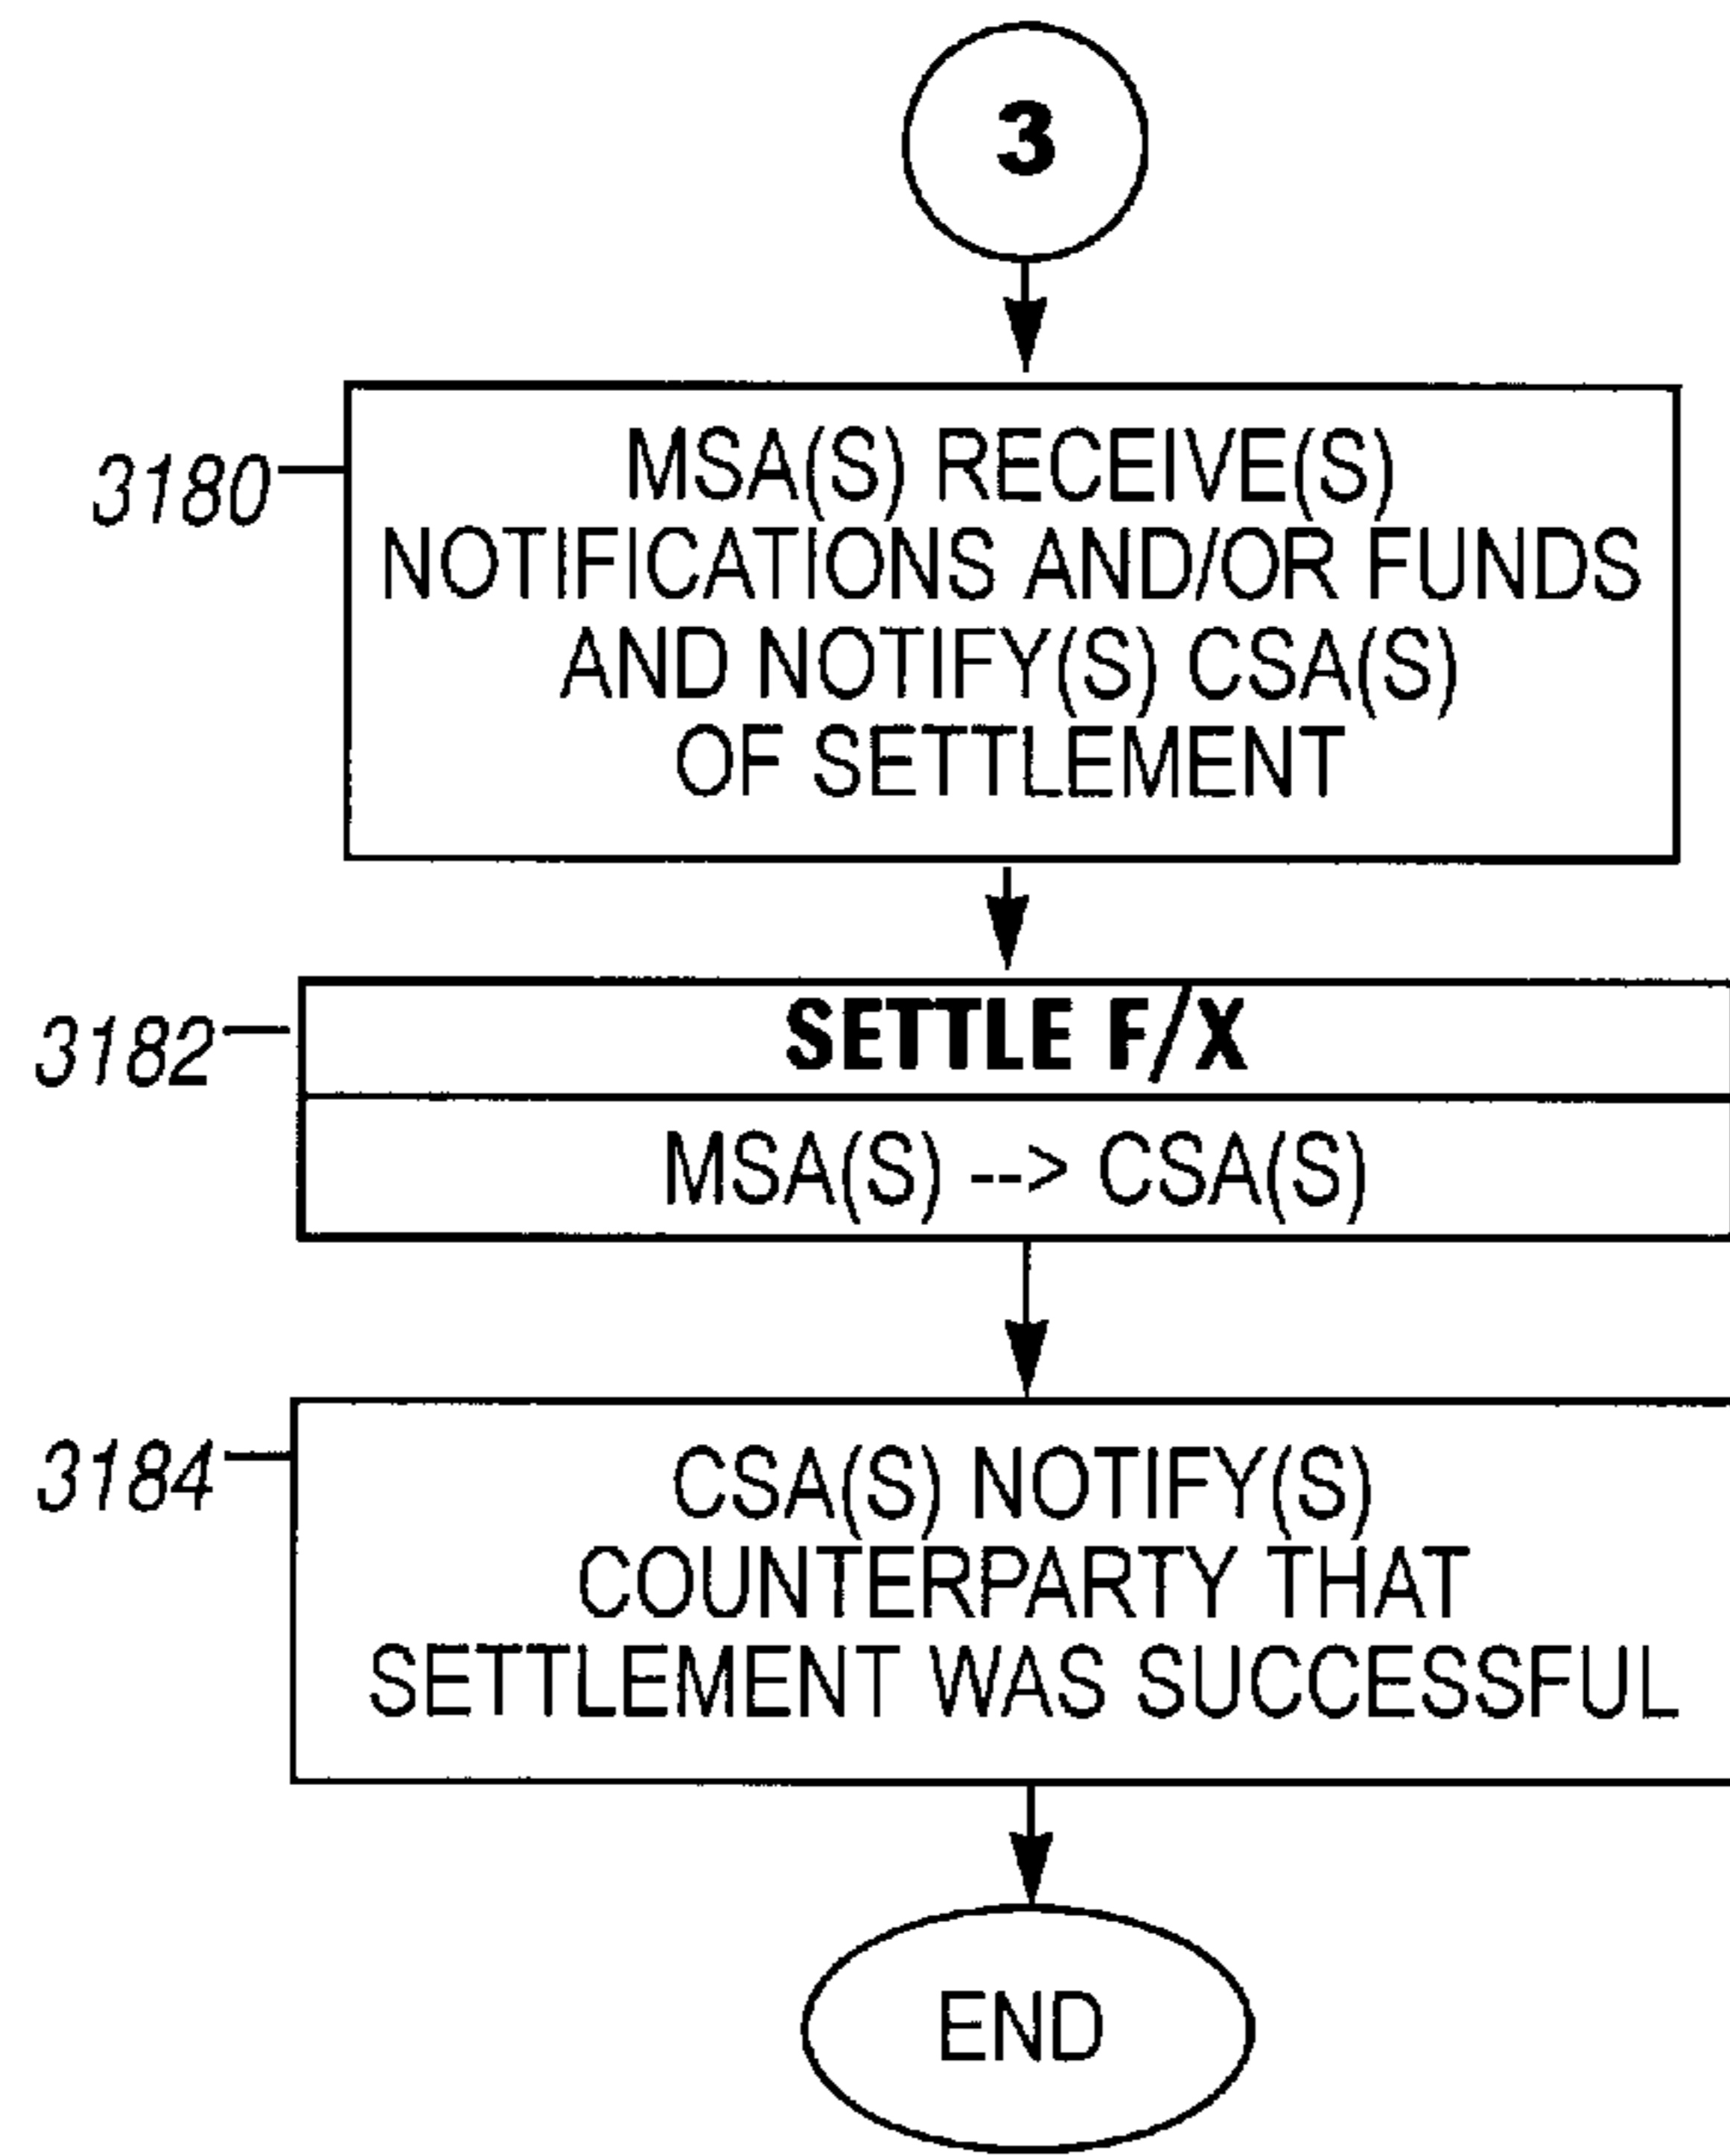 3
3180
MSA(S) RECEIVE(S)
NOTIFICATIONS AND/OR FUNDS
AND NOTIFY(S) CSA(S)
OF SETTLEMENT
3182
SETTLE F/X
MSA(S) --> CSA(S)
3184
CSA(S) NOTIFY(S)
COUNTERPARTY THAT
SETTLEMENT WAS SUCCESSFUL
END